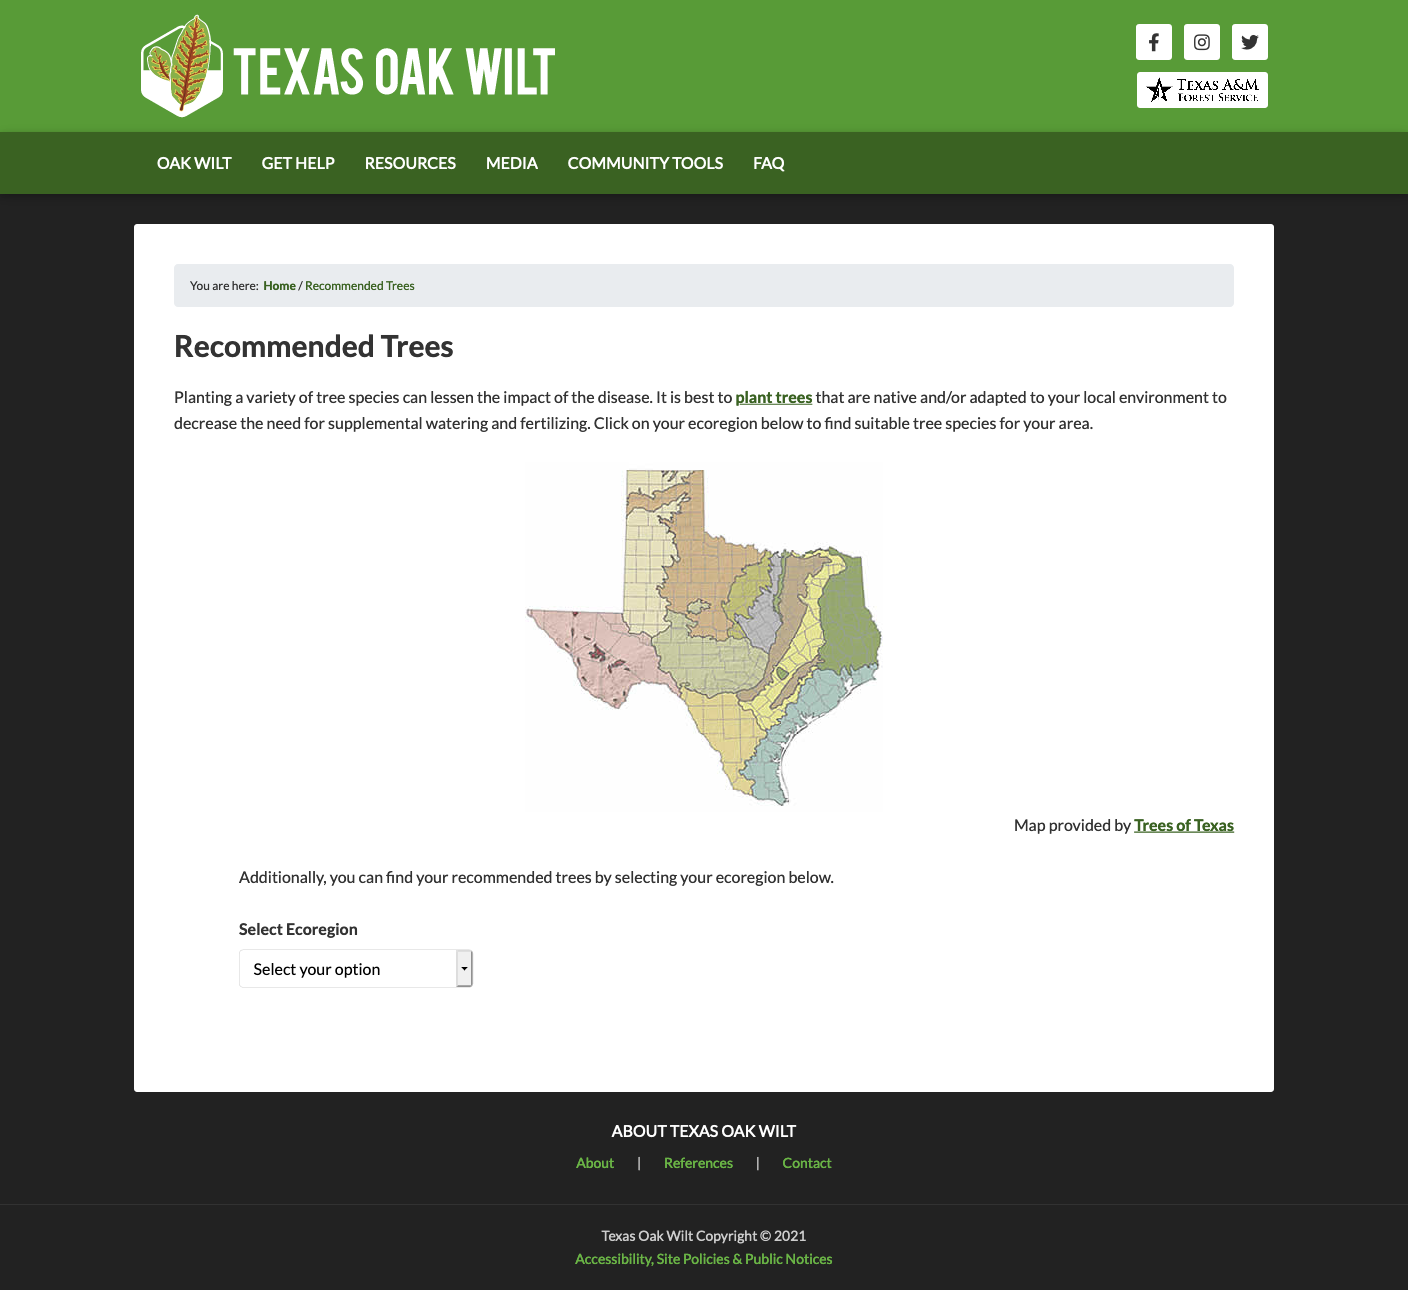 TEXAS OAK WILT
TEXAS A&M
FOREST SERVICE
OAK WILT GET HELP RESOURCES MEDIA COMMUNITY TOOLS FAQ
You are here: Home / Recommended Trees
Recommended Trees
Planting a variety of tree species can lessen the impact of the disease. It is best to plant trees that are native and/or adapted to your local environment to
decrease the need for supplemental watering and fertilizing. Click on your ecoregion below to find suitable tree species for your area.
Map provided by Trees of Texas
Additionally, you can find your recommended trees by selecting your ecoregion below.
Select Ecoregion
Select your option
ABOUT TEXAS OAK WILT
About | References | Contact
Texas Oak Wilt Copyright © 2021
Accessibility, Site Policies & Public Notices